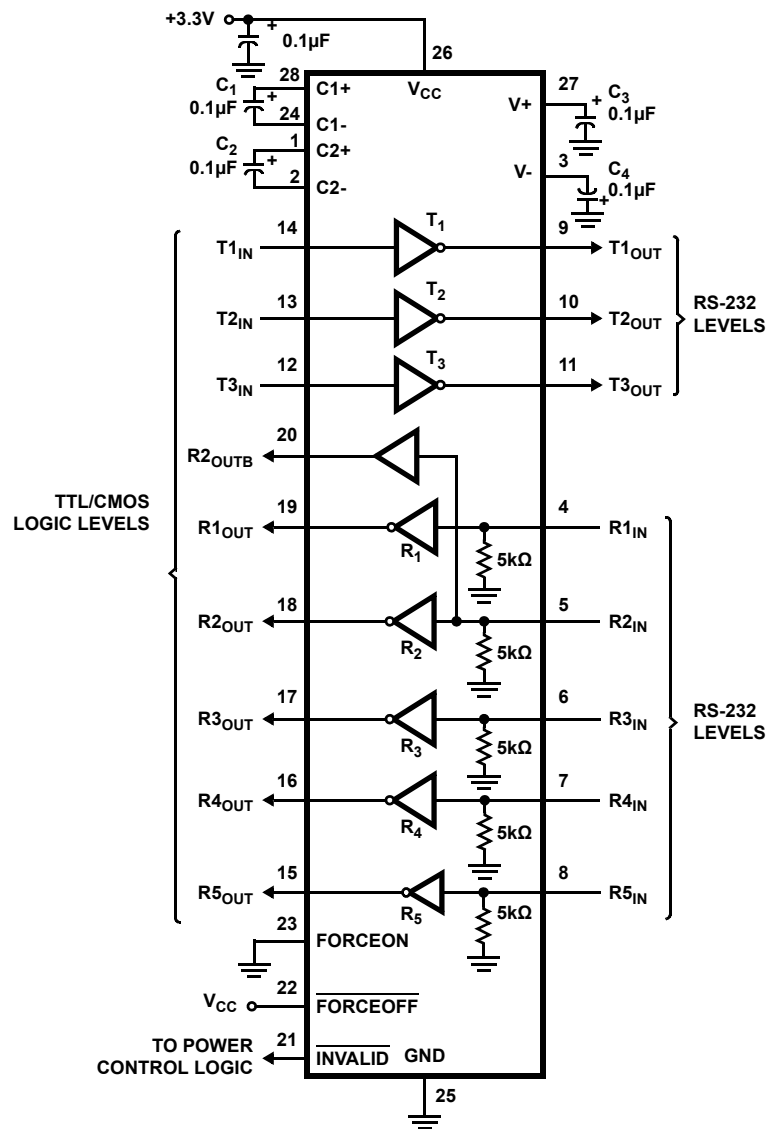 +3.3V
+
0.1µF
26
C1
0.1µF
+
28
C1+
VCC
27
V+
+
C3
0.1µF
24
C1-
C2
0.1µF
+
1
C2+
2
C2-
3
V-
C4
0.1µF
+
T1IN
14
T1
9
T1OUT
T2IN
13
T2
10
T2OUT
RS-232
LEVELS
T3IN
12
T3
11
T3OUT
R2OUTB
20
TTL/CMOS
LOGIC LEVELS
R1OUT
19
R1
5kΩ
4
R1IN
R2OUT
18
R2
5kΩ
5
R2IN
R3OUT
17
R3
5kΩ
6
R3IN
RS-232
LEVELS
R4OUT
16
R4
5kΩ
7
R4IN
R5OUT
15
R5
5kΩ
8
R5IN
23
FORCEON
VCC
22
FORCEOFF
TO POWER
CONTROL LOGIC
21
INVALID
GND
25